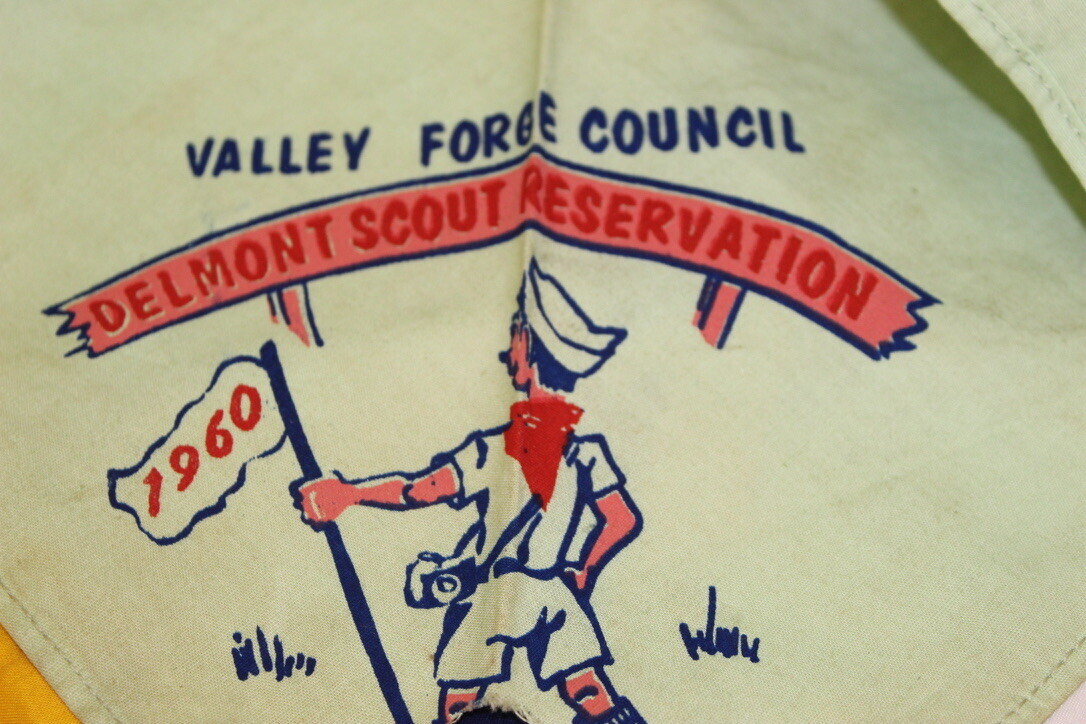 VALLEY FORGE COUNCIL
DELMONT SCOUT RESERVATION
1960